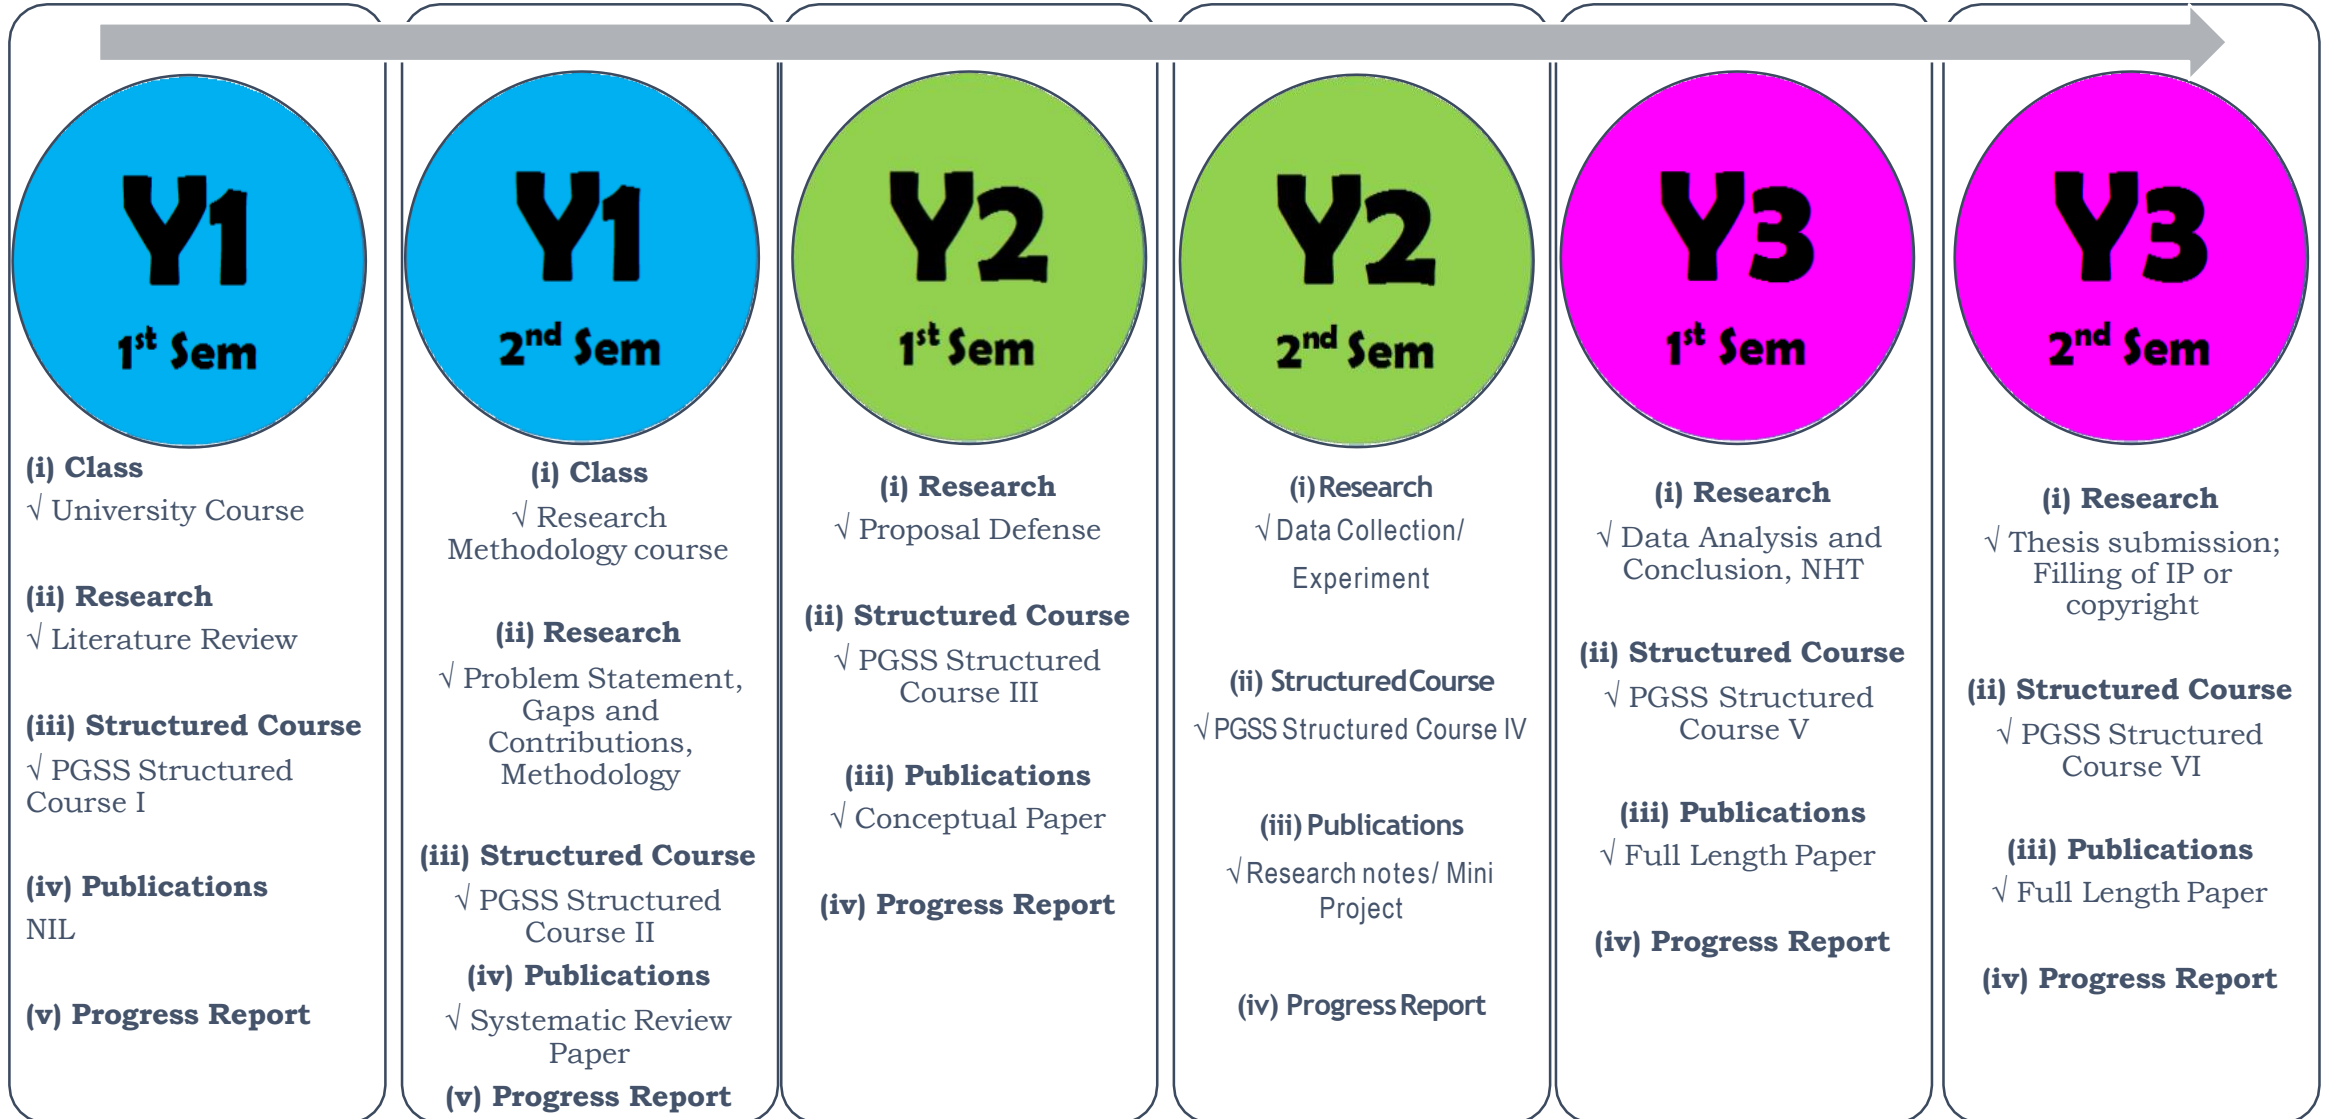 Y1
1st Sem
(i) Class
√ University Course
(ii) Research
√ Literature Review
(iii) Structured Course
√ PGSS Structured
Course I
(iv) Publications
NIL
(v) Progress Report
Y1
2nd Sem
(i) Class
√ Research
Methodology course
(ii) Research
√ Problem Statement,
Gaps and
Contributions,
Methodology
(iii) Structured Course
√ PGSS Structured
Course II
(iv) Publications
√ Systematic Review
Paper
(v) Progress Report
Y2
1st Sem
(i) Research
√ Proposal Defense
(ii) Structured Course
√ PGSS Structured
Course III
(iii) Publications
√ Conceptual Paper
(iv) Progress Report
Y2
2nd Sem
(i) Research
√ Data Collection/
Experiment
(ii) Structured Course
√ PGSS Structured Course IV
(iii) Publications
√ Research notes/ Mini
Project
(iv) Progress Report
Y3
1st Sem
(i) Research
√ Data Analysis and
Conclusion, NHT
(ii) Structured Course
√ PGSS Structured
Course V
(iii) Publications
√ Full Length Paper
(iv) Progress Report
Y3
2nd Sem
(i) Research
√ Thesis submission;
Filling of IP or
copyright
(ii) Structured Course
√ PGSS Structured
Course VI
(iii) Publications
√ Full Length Paper
(iv) Progress Report